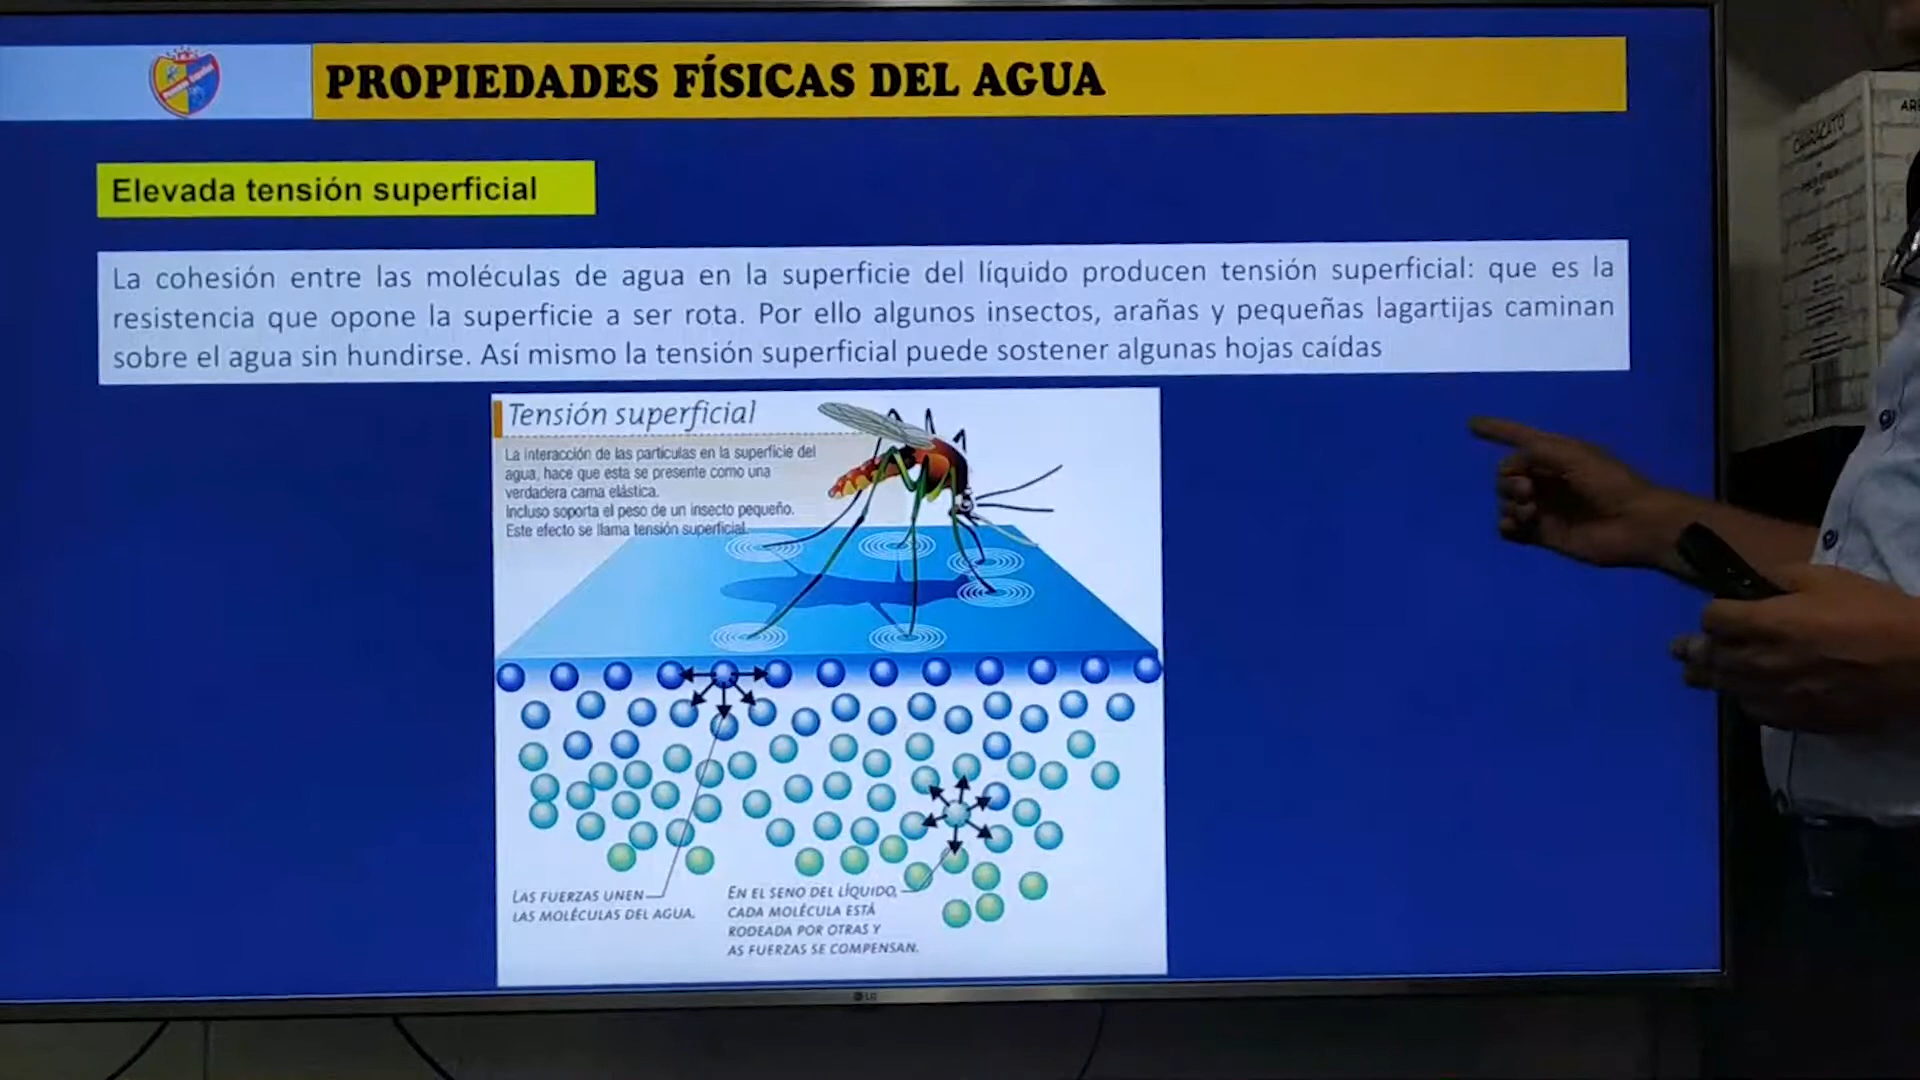 PROPIEDADES FÍSICAS DEL AGUA
Elevada tensión superficial
La cohesión entre las moléculas de agua en la superficie del líquido producen tensión superficial: que es la
resistencia que opone la superficie a ser rota. Por ello algunos insectos, arañas y pequeñas lagartijas caminan
sobre el agua sin hundirse. Así mismo la tensión superficial puede sostener algunas hojas caídas
Tensión superficial
La interacción de las partículas en la superficie del
agua, hace que esta se presente como una
verdadera cama elástica.
Incluso soporta el peso de un insecto pequeño.
Este efecto se llama tensión superficial.
LAS FUERZAS UNEN
LAS MOLÉCULAS DEL AGUA.
EN EL SENO DEL LÍQUIDO,
CADA MOLÉCULA ESTÁ
RODEADA POR OTRAS Y
AS FUERZAS SE COMPENSAN.
LG
CHARACATO